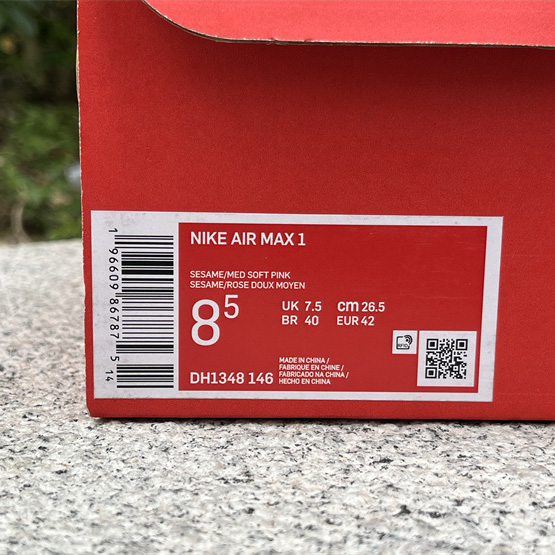 NIKE AIR MAX 1
SESAME/MED SOFT PINK
SESAME/ROSE DOUX MOYEN
8⁵
UK 7.5 cm 26.5
BR 40 EUR 42
DH1348 146
MADE IN CHINA /
FABRIQUE EN CHINE /
FABRICADO NA CHINA /
HECHO EN CHINA
RFID
1 96609 86787 5 14